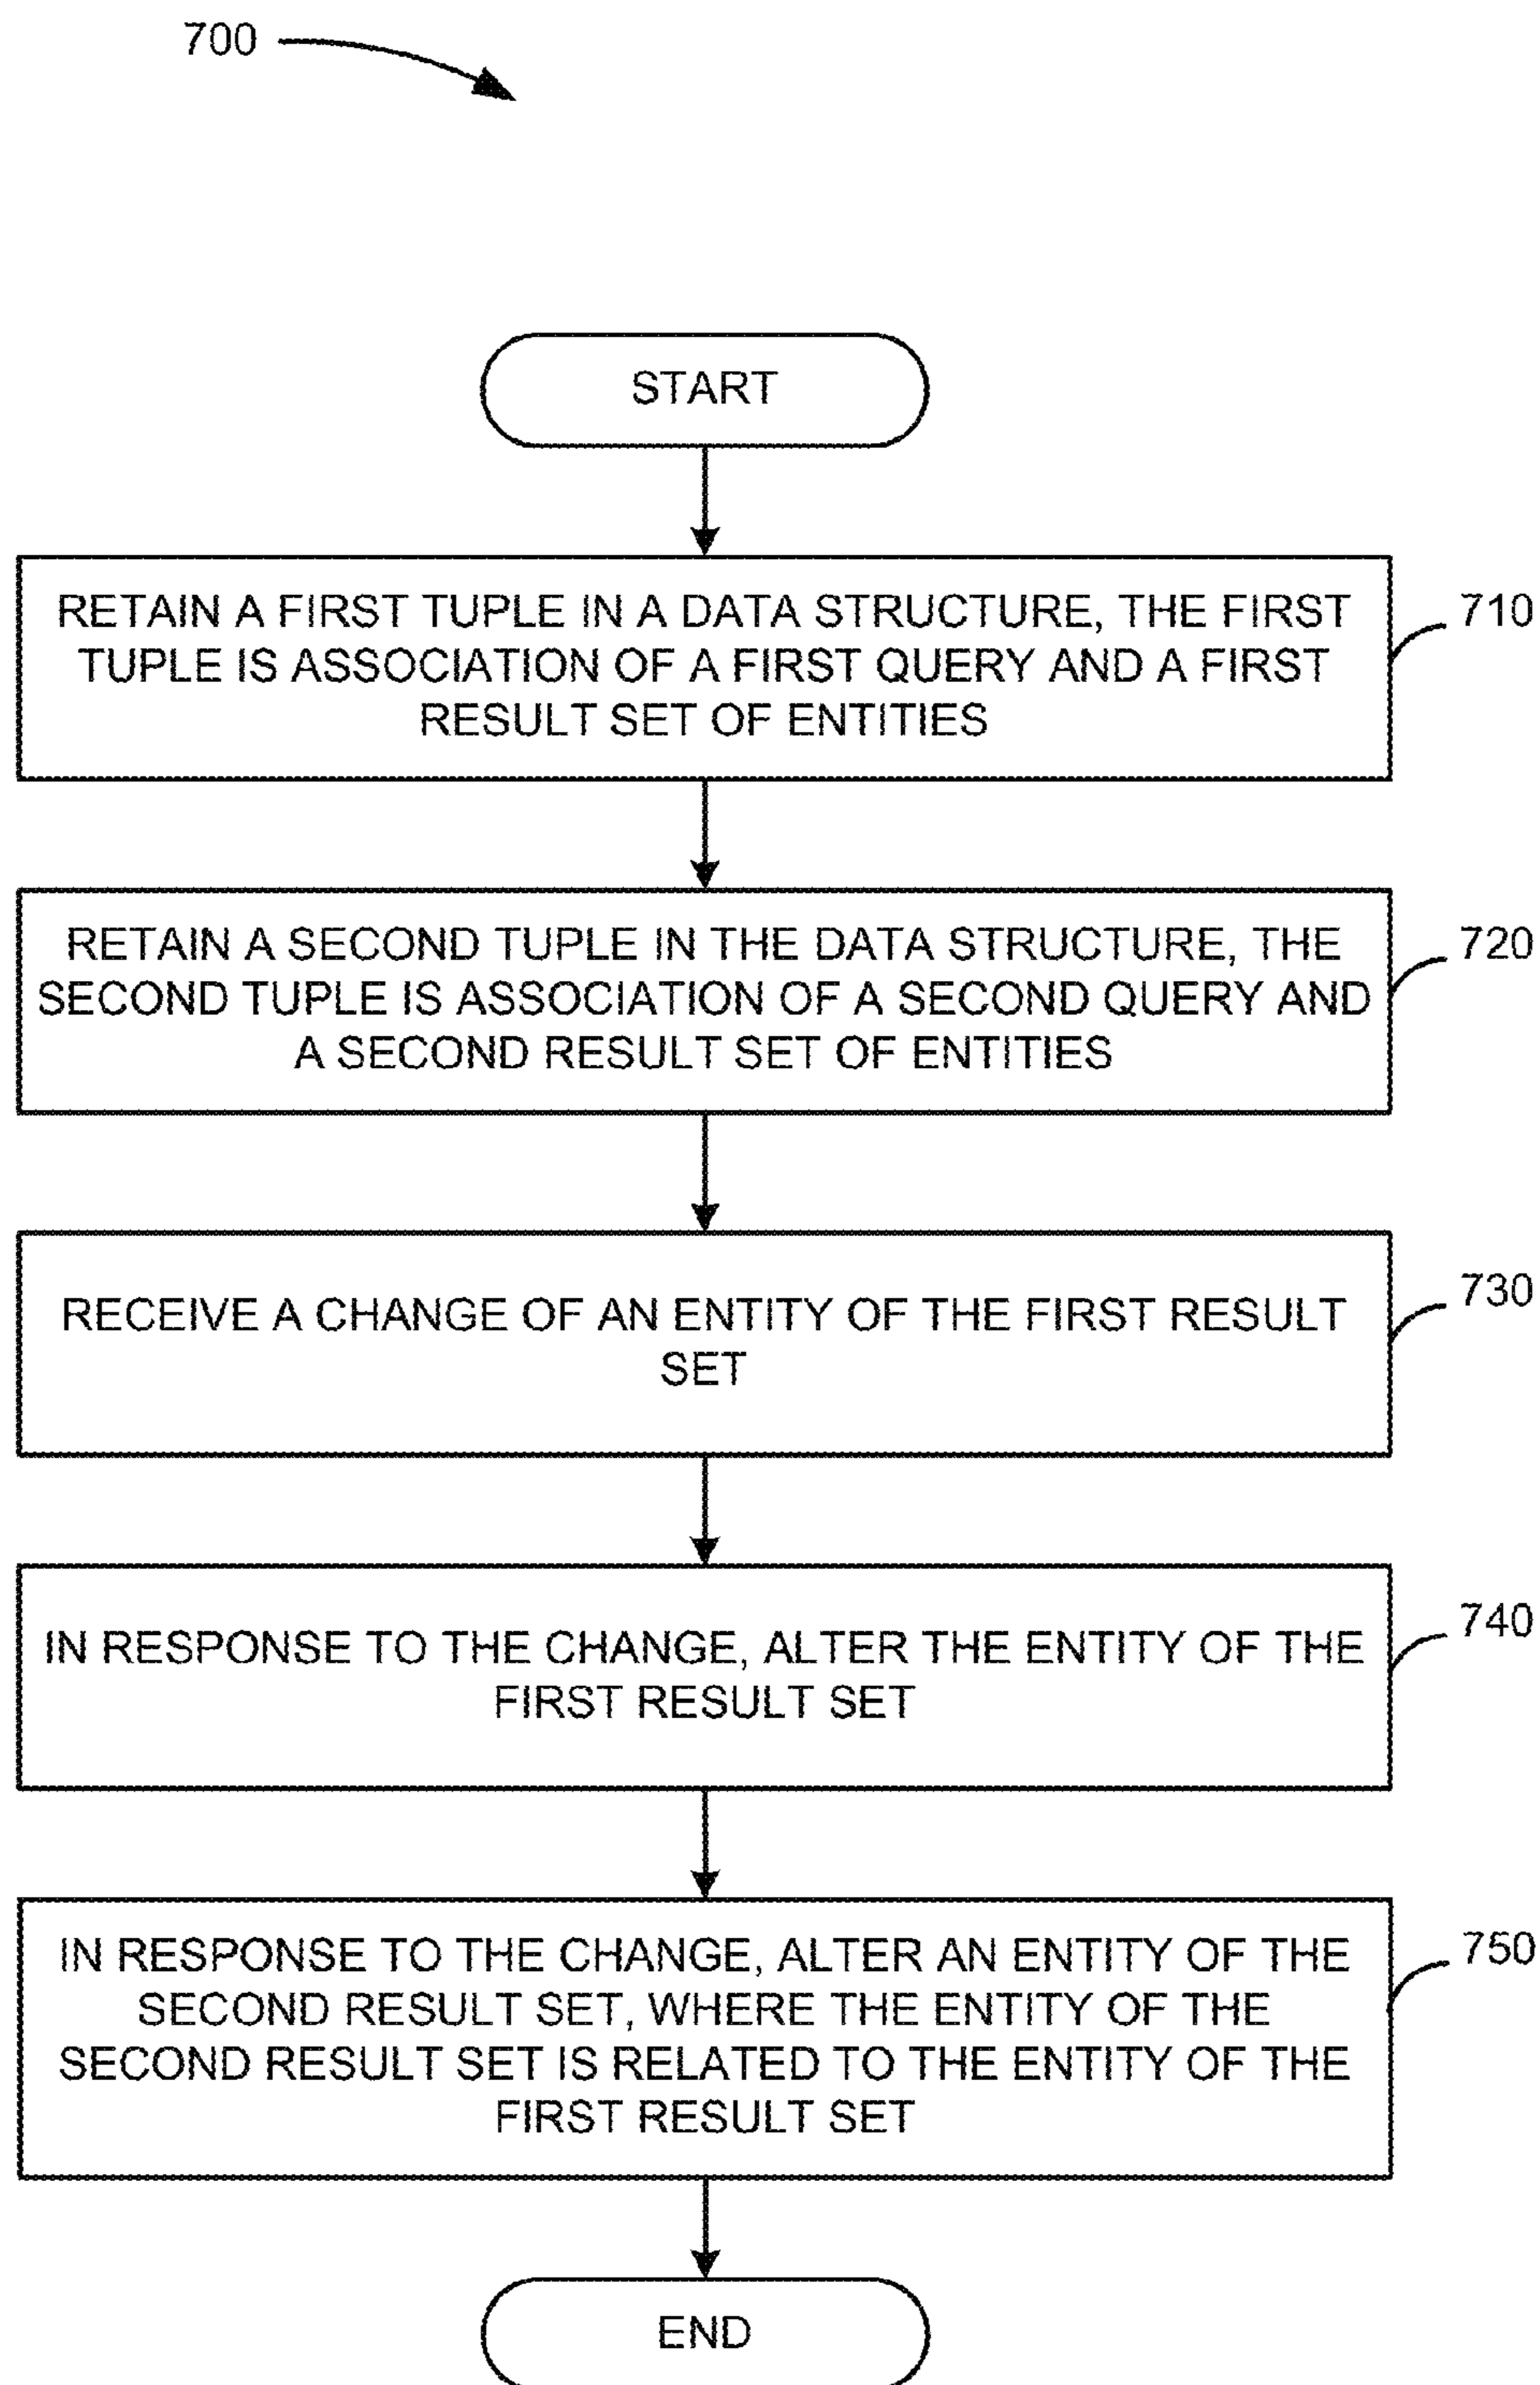 700
START
RETAIN A FIRST TUPLE IN A DATA STRUCTURE, THE FIRST
TUPLE IS ASSOCIATION OF A FIRST QUERY AND A FIRST
RESULT SET OF ENTITIES
710
RETAIN A SECOND TUPLE IN THE DATA STRUCTURE, THE
SECOND TUPLE IS ASSOCIATION OF A SECOND QUERY AND
A SECOND RESULT SET OF ENTITIES
720
RECEIVE A CHANGE OF AN ENTITY OF THE FIRST RESULT
SET
730
IN RESPONSE TO THE CHANGE, ALTER THE ENTITY OF THE
FIRST RESULT SET
740
IN RESPONSE TO THE CHANGE, ALTER AN ENTITY OF THE
SECOND RESULT SET, WHERE THE ENTITY OF THE
SECOND RESULT SET IS RELATED TO THE ENTITY OF THE
FIRST RESULT SET
750
END